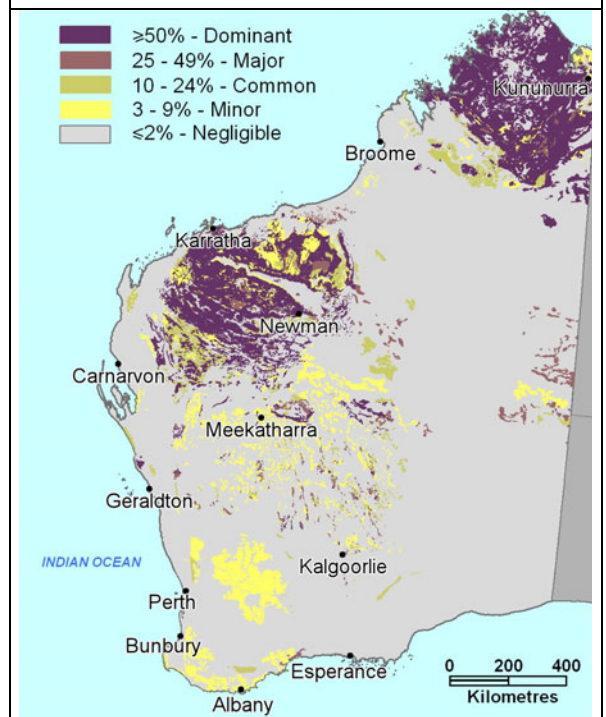 ≥50% - Dominant
25 - 49% - Major
10 - 24% - Common
3 - 9% - Minor
≤2% - Negligible
Kununurra
Broome
Karratha
Newman
Carnarvon
Meekatharra
Geraldton
INDIAN OCEAN
Kalgoorlie
Perth
Bunbury
Esperance
Albany
0 200 400
Kilometres